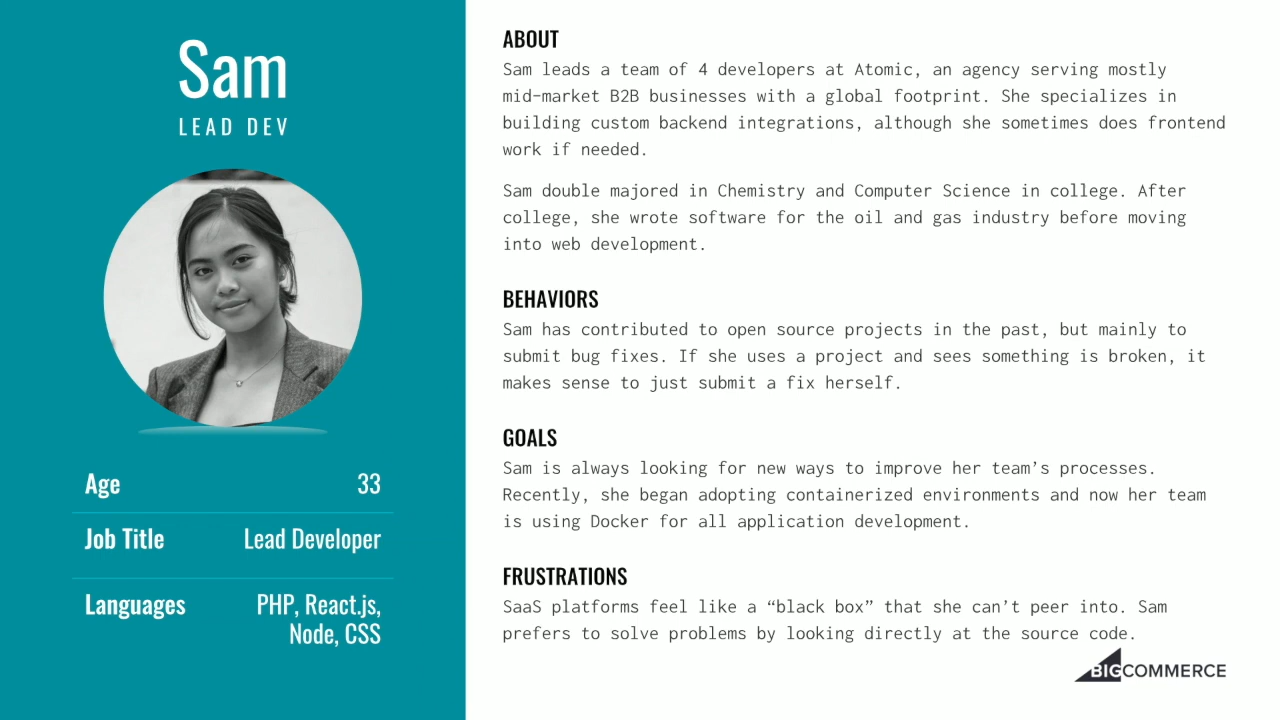 Sam
LEAD DEV
Age 33
Job Title Lead Developer
Languages PHP, React.js,
Node, CSS
ABOUT
Sam leads a team of 4 developers at Atomic, an agency serving mostly
mid-market B2B businesses with a global footprint. She specializes in
building custom backend integrations, although she sometimes does frontend
work if needed.
Sam double majored in Chemistry and Computer Science in college. After
college, she wrote software for the oil and gas industry before moving
into web development.
BEHAVIORS
Sam has contributed to open source projects in the past, but mainly to
submit bug fixes. If she uses a project and sees something is broken, it
makes sense to just submit a fix herself.
GOALS
Sam is always looking for new ways to improve her team’s processes.
Recently, she began adopting containerized environments and now her team
is using Docker for all application development.
FRUSTRATIONS
SaaS platforms feel like a “black box” that she can’t peer into. Sam
prefers to solve problems by looking directly at the source code.
BIGCOMMERCE